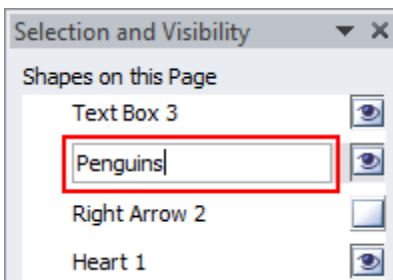 Selection and Visibility
Shapes on this Page
Text Box 3
Penguins
Right Arrow 2
Heart 1